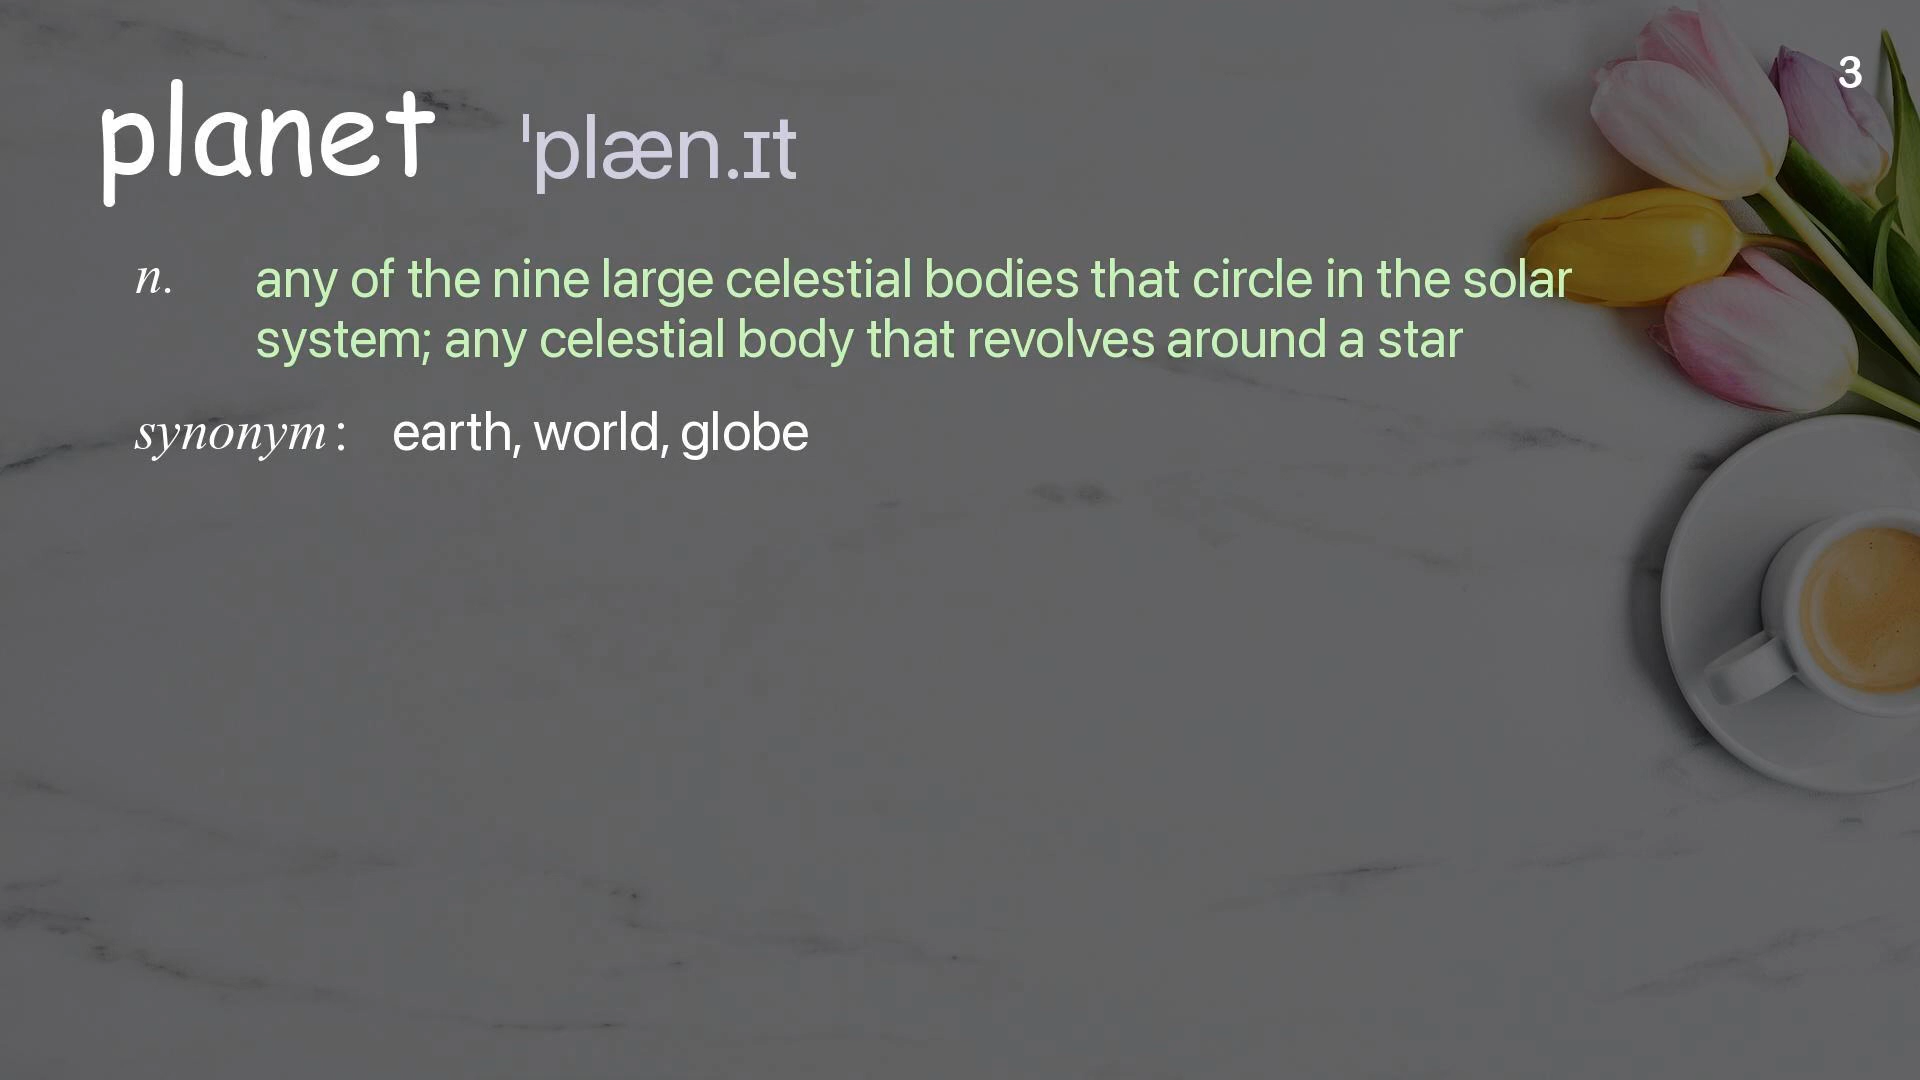 3
planet ˈplæn.ɪt
n. any of the nine large celestial bodies that circle in the solar
system; any celestial body that revolves around a star
synonym: earth, world, globe